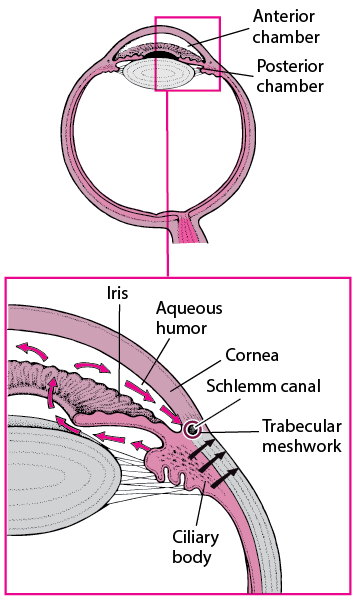 Anterior
chamber
Posterior
chamber
Iris
Aqueous
humor
Cornea
Schlemm canal
Trabecular
meshwork
Ciliary
body